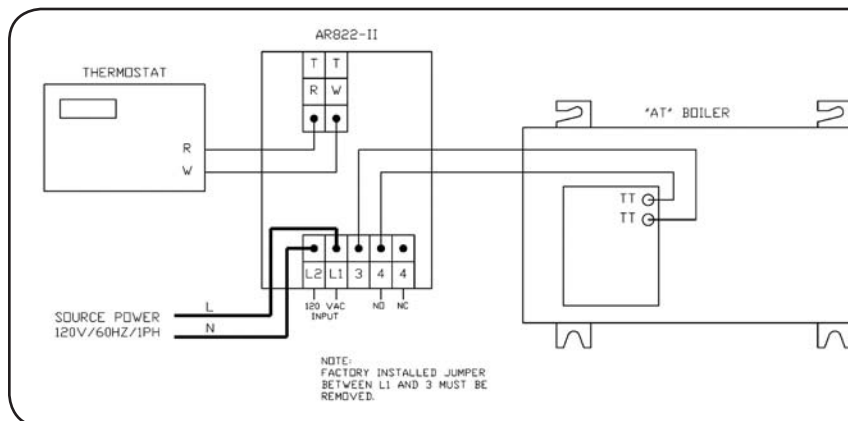 AR822-II
THERMOSTAT
T T
R W
R
W
"AT" BOILER
TT
TT
L2 L1 3 4 4
120 VAC
INPUT
NO NC
L
N
SOURCE POWER
120V/60HZ/1PH
NOTE:
FACTORY INSTALLED JUMPER
BETWEEN L1 AND 3 MUST BE
REMOVED.